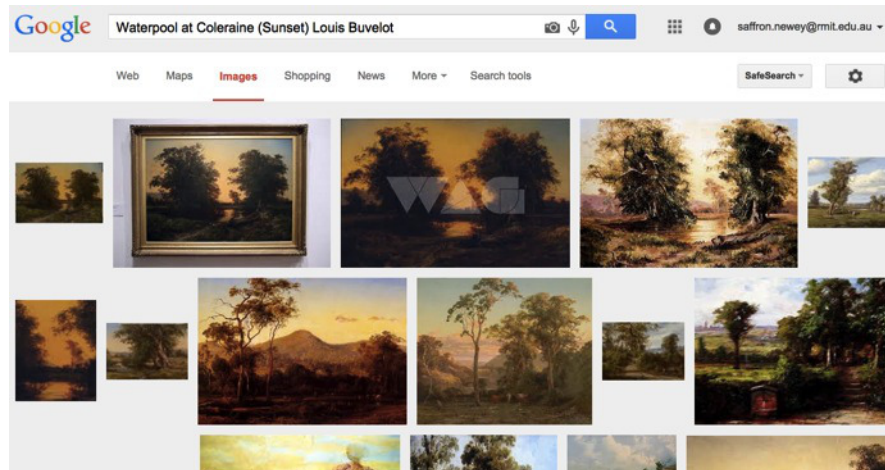 Google Waterpool at Coleraine (Sunset) Louis Buvelot saffron.newey@rmit.edu.au
Web Maps Images Shopping News More Search tools SafeSearch
WAG